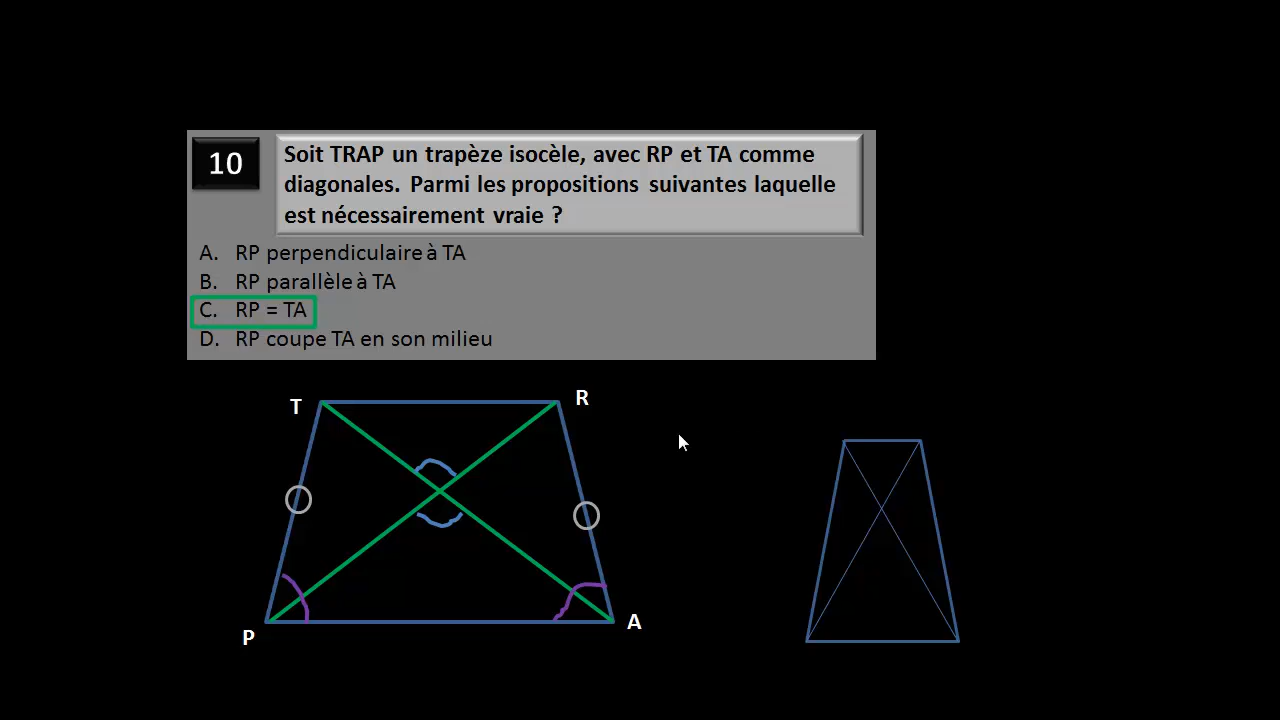 10
Soit TRAP un trapèze isocèle, avec RP et TA comme
diagonales. Parmi les propositions suivantes laquelle
est nécessairement vraie ?
A. RP perpendiculaire à TA
B. RP parallèle à TA
C. RP = TA
D. RP coupe TA en son milieu
T
R
P
A